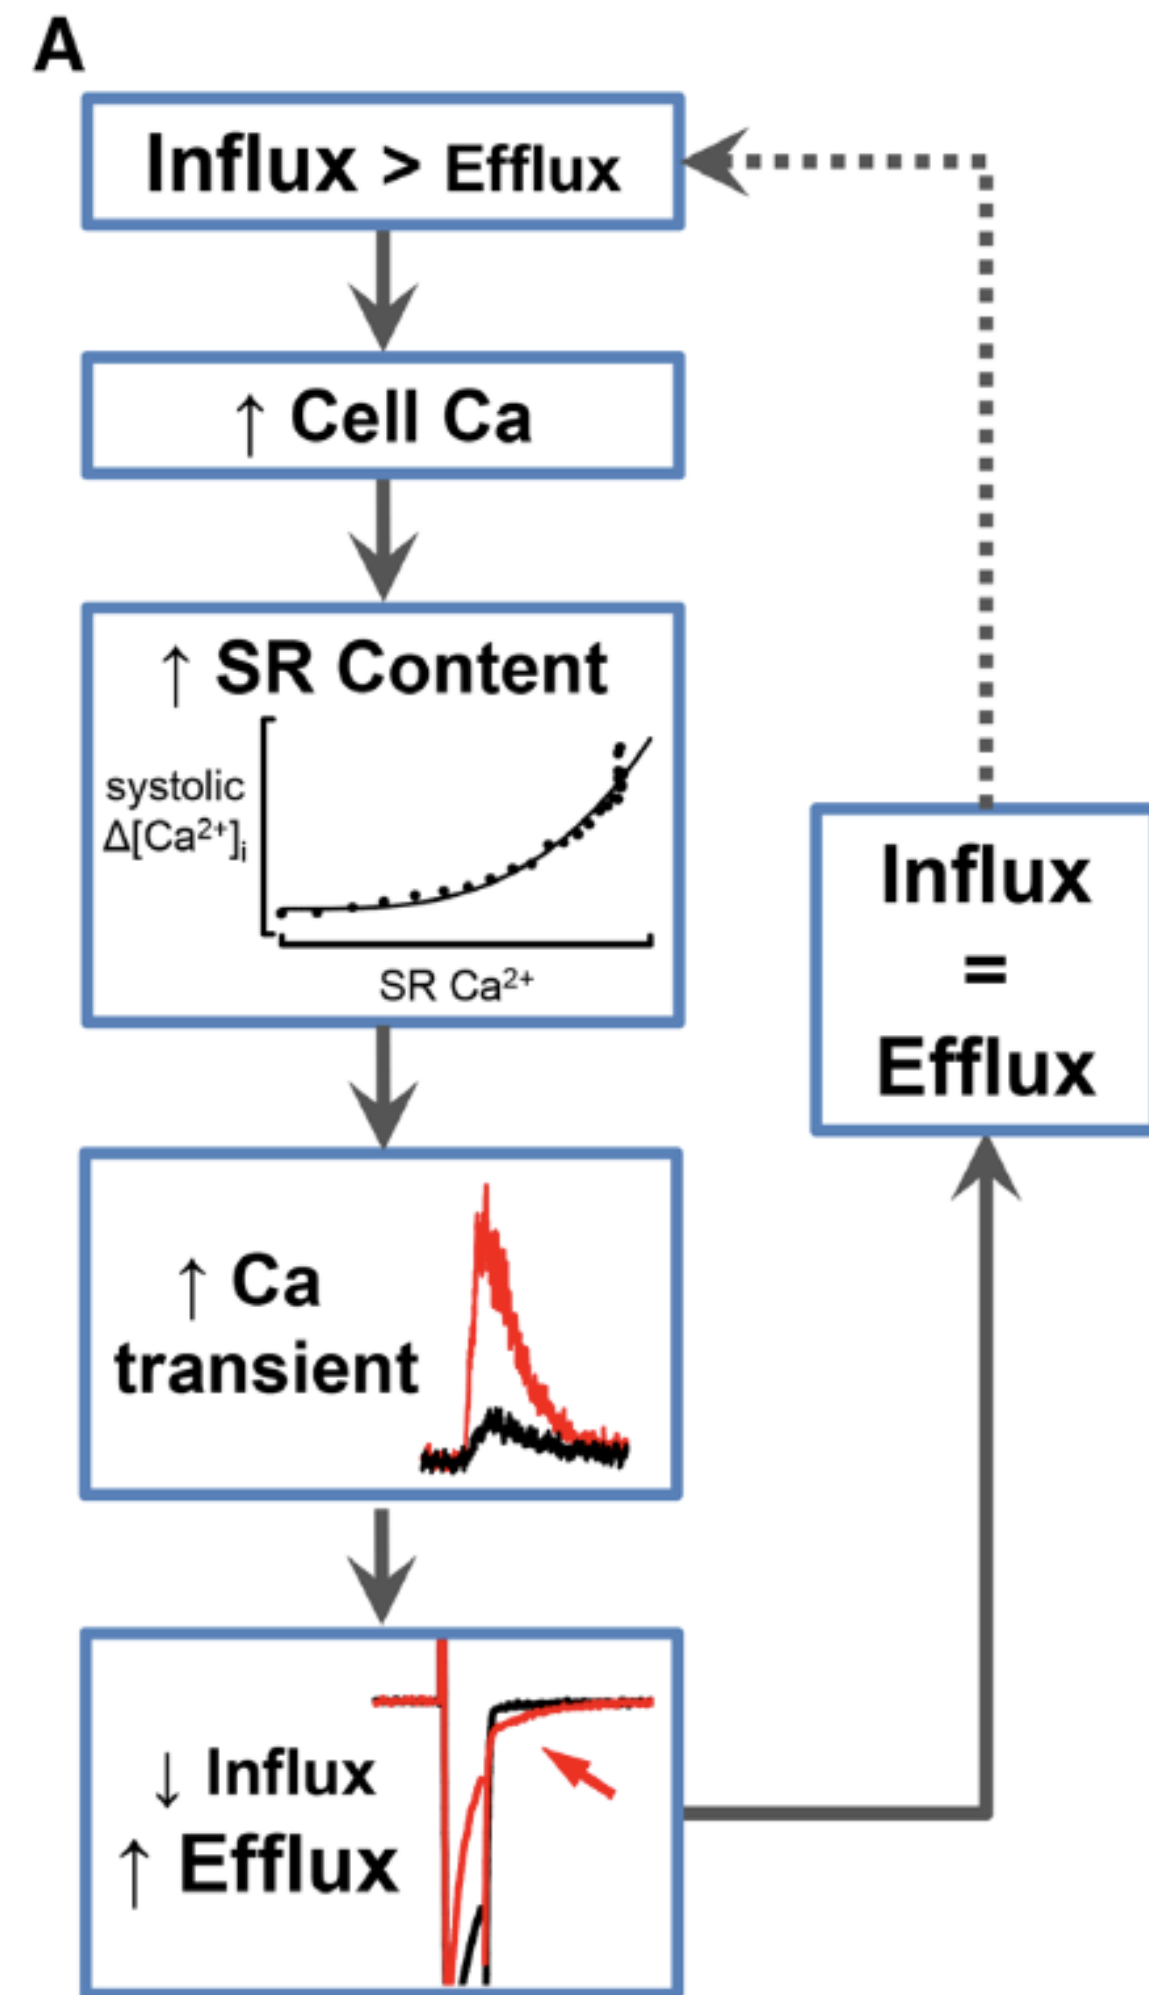 A
Influx > Efflux
↑ Cell Ca
↑ SR Content
systolic
Δ[Ca²⁺]ᵢ
SR Ca²⁺
↑ Ca
transient
↓ Influx
↑ Efflux
Influx
=
Efflux